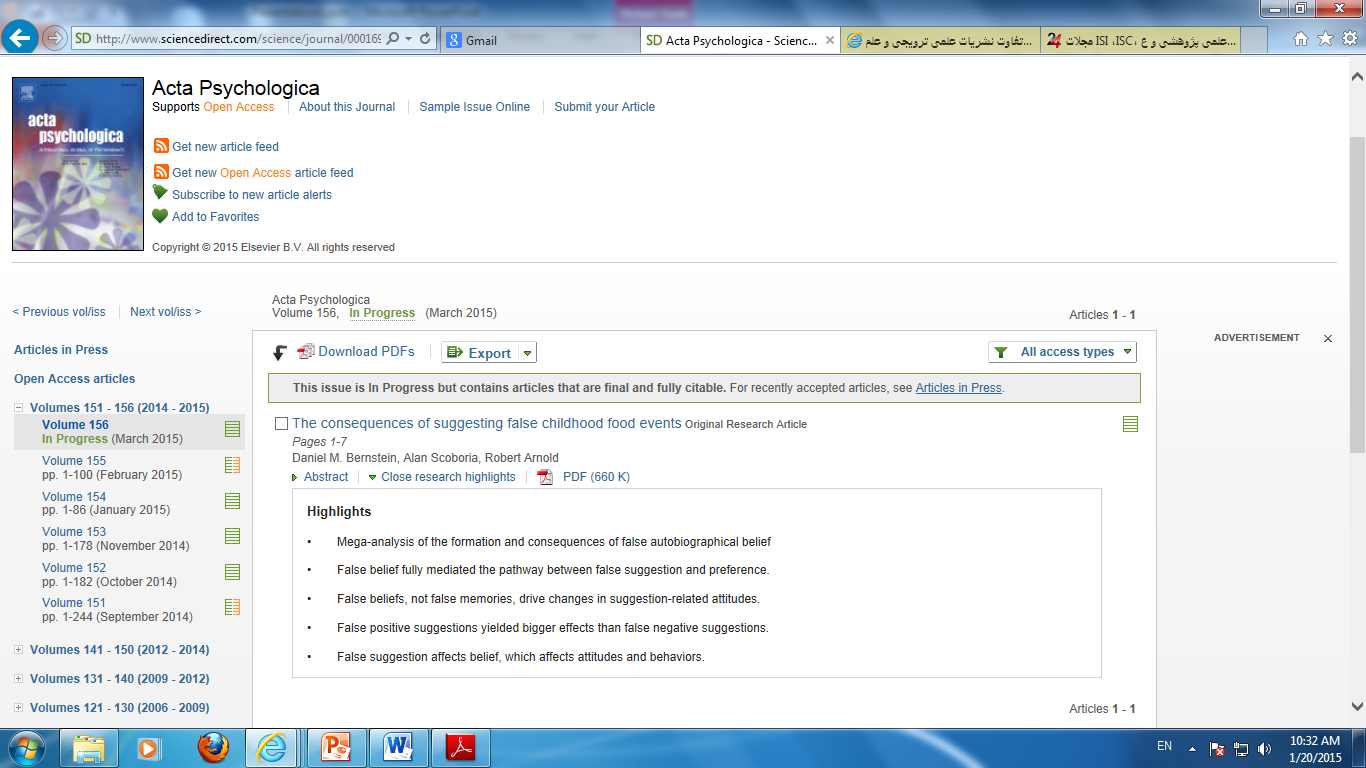 SD http://www.sciencedirect.com/science/journal/00016
Gmail
SD Acta Psychologica - Scienc...
تفاوت نشریات علمی ترویجی و علم...
مجلات ISI ،ISC، علمی پژوهشی و ع...
Acta Psychologica
Supports Open Access
About this Journal
Sample Issue Online
Submit your Article
acta
psychologica
Get new article feed
Get new Open Access article feed
Subscribe to new article alerts
Add to Favorites
Copyright © 2015 Elsevier B.V. All rights reserved
< Previous vol/iss
Next vol/iss >
Articles in Press
Open Access articles
Volumes 151 - 156 (2014 - 2015)
Volume 156
In Progress (March 2015)
Volume 155
pp. 1-100 (February 2015)
Volume 154
pp. 1-86 (January 2015)
Volume 153
pp. 1-178 (November 2014)
Volume 152
pp. 1-182 (October 2014)
Volume 151
pp. 1-244 (September 2014)
Volumes 141 - 150 (2012 - 2014)
Volumes 131 - 140 (2009 - 2012)
Volumes 121 - 130 (2006 - 2009)
Acta Psychologica
Volume 156, In Progress (March 2015)
Articles 1 - 1
Download PDFs
Export
All access types
This issue is In Progress but contains articles that are final and fully citable. For recently accepted articles, see Articles in Press.
The consequences of suggesting false childhood food events Original Research Article
Pages 1-7
Daniel M. Bernstein, Alan Scoboria, Robert Arnold
Abstract
Close research highlights
PDF (660 K)
Highlights
• Mega-analysis of the formation and consequences of false autobiographical belief
• False belief fully mediated the pathway between false suggestion and preference.
• False beliefs, not false memories, drive changes in suggestion-related attitudes.
• False positive suggestions yielded bigger effects than false negative suggestions.
• False suggestion affects belief, which affects attitudes and behaviors.
Articles 1 - 1
ADVERTISEMENT
EN
10:32 AM
1/20/2015